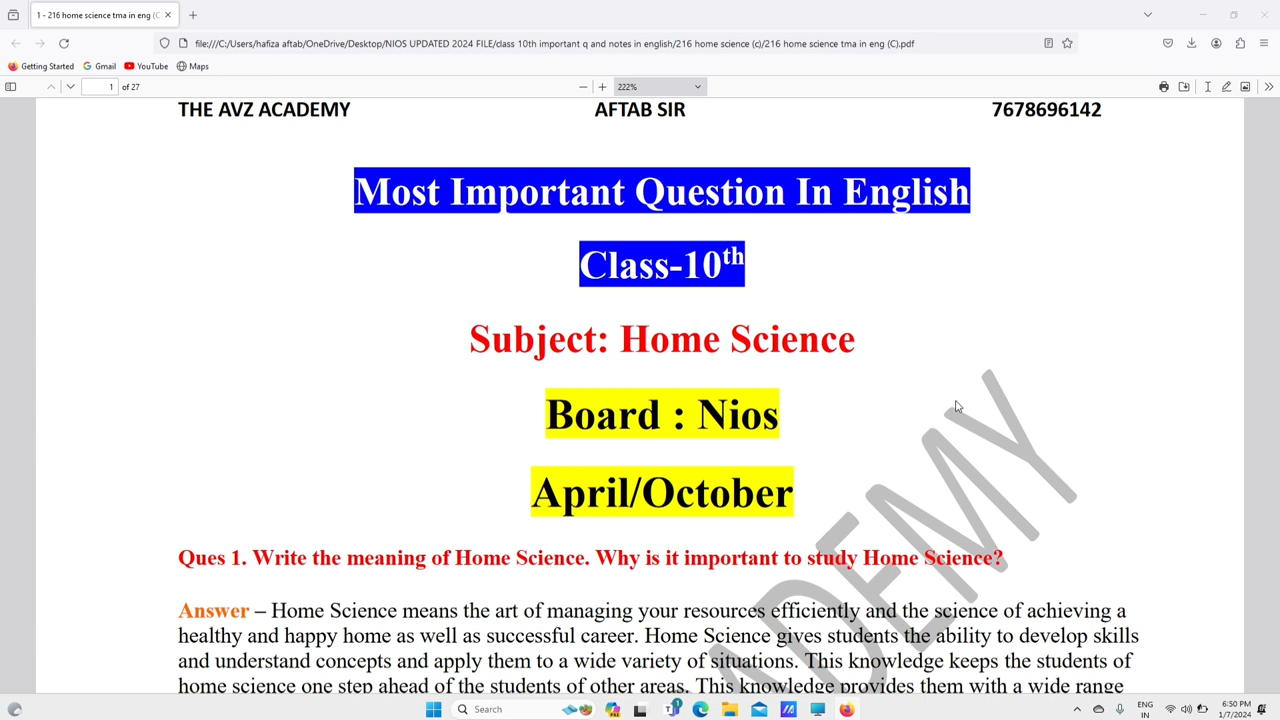 1 - 216 home science tma in eng (C
file:///C:/Users/hafiza aftab/OneDrive/Desktop/NIOS UPDATED 2024 FILE/class 10th important q and notes in english/216 home science (c)/216 home science tma in eng (C).pdf
Getting Started Gmail YouTube Maps
1 of 27 222%
THE AVZ ACADEMY AFTAB SIR 7678696142
Most Important Question In English
Class-10th
Subject: Home Science
Board : Nios
April/October
Ques 1. Write the meaning of Home Science. Why is it important to study Home Science?
Answer – Home Science means the art of managing your resources efficiently and the science of achieving a
healthy and happy home as well as successful career. Home Science gives students the ability to develop skills
and understand concepts and apply them to a wide variety of situations. This knowledge keeps the students of
home science one step ahead of the students of other areas. This knowledge provides them with a wide range
ADEMY
Search
ENG
IN
6:50 PM
1/7/2024